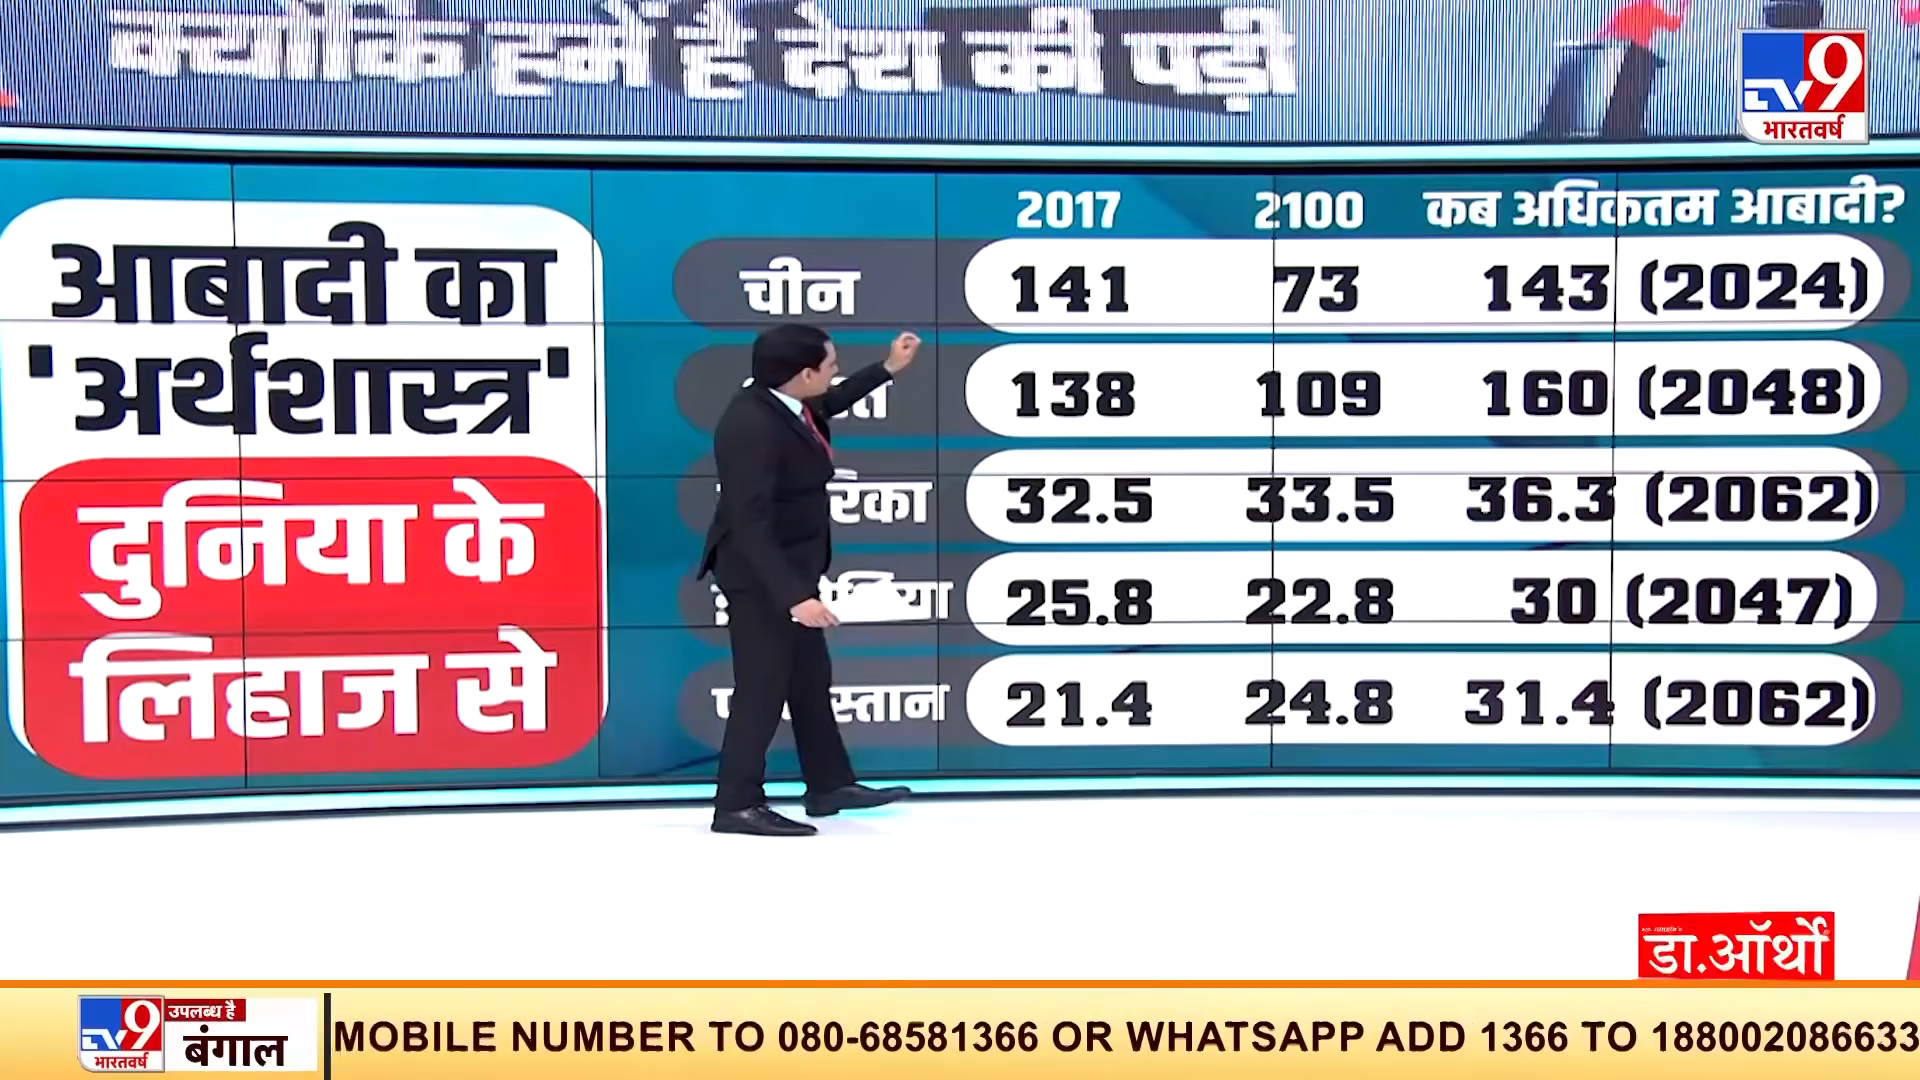 क्योंकि हमें है देश की पड़ी
TV9
भारतवर्ष
आबादी का
'अर्थशास्त्र'
दुनिया के
लिहाज से
2017 2100 कब अधिकतम आबादी?
चीन 141 73 143 (2024)
138 109 160 (2048)
32.5 33.5 36.3 (2062)
25.8 22.8 30 (2047)
21.4 24.8 31.4 (2062)
डा.ऑर्थो
TV9
भारतवर्ष
उपलब्ध है
बंगाल
MOBILE NUMBER TO 080-68581366 OR WHATSAPP ADD 1366 TO 188002086633